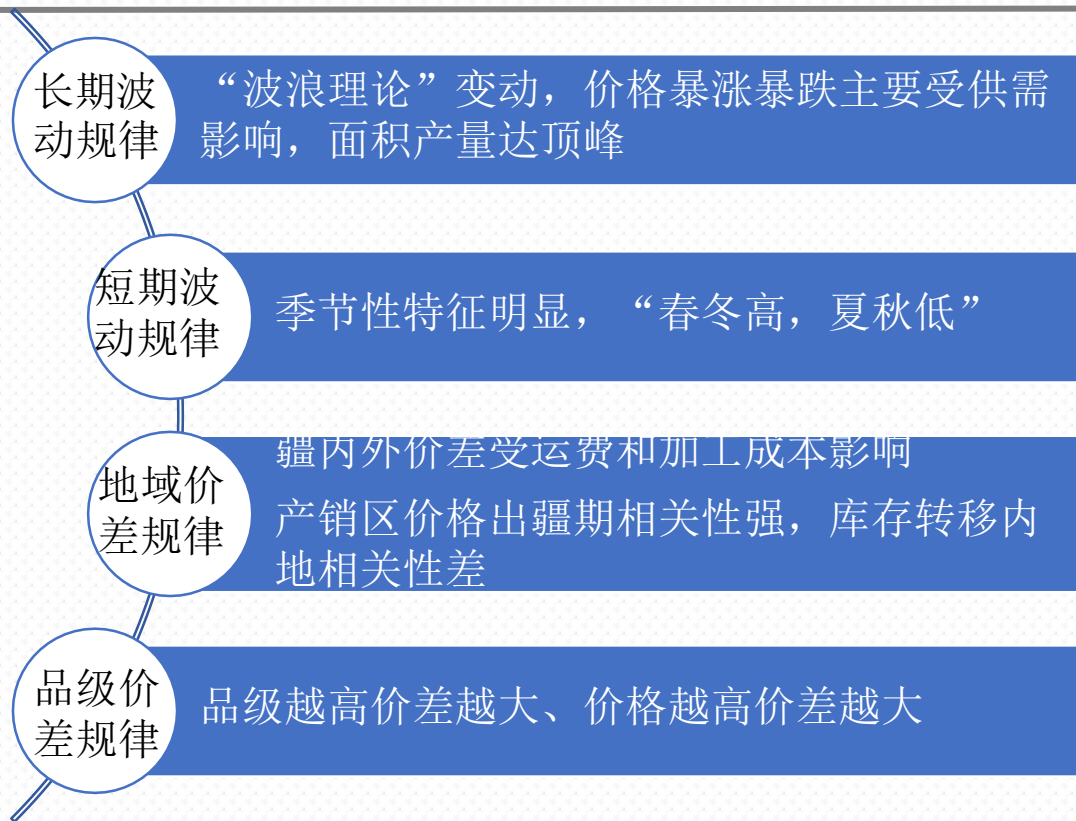 长期波
动规律
“波浪理论”变动，价格暴涨暴跌主要受供需
影响，面积产量达顶峰
短期波
动规律
季节性特征明显，“春冬高，夏秋低”
地域价
差规律
疆内外价差受运费和加工成本影响
产销区价格出疆期相关性强，库存转移内
地相关性差
品级价
差规律
品级越高价差越大、价格越高价差越大